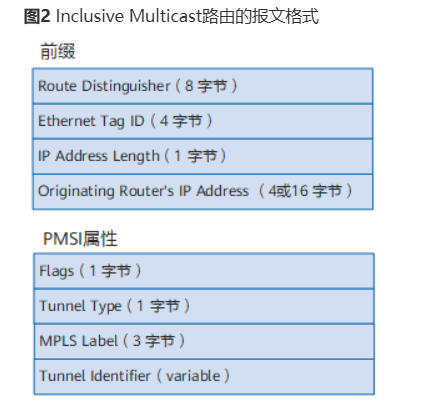 图2 Inclusive Multicast路由的报文格式
前缀
Route Distinguisher（8 字节）
Ethernet Tag ID（4 字节）
IP Address Length（1 字节）
Originating Router's IP Address （4或16 字节）
PMSI属性
Flags（1 字节）
Tunnel Type（1 字节）
MPLS Label（3 字节）
Tunnel Identifier（variable）